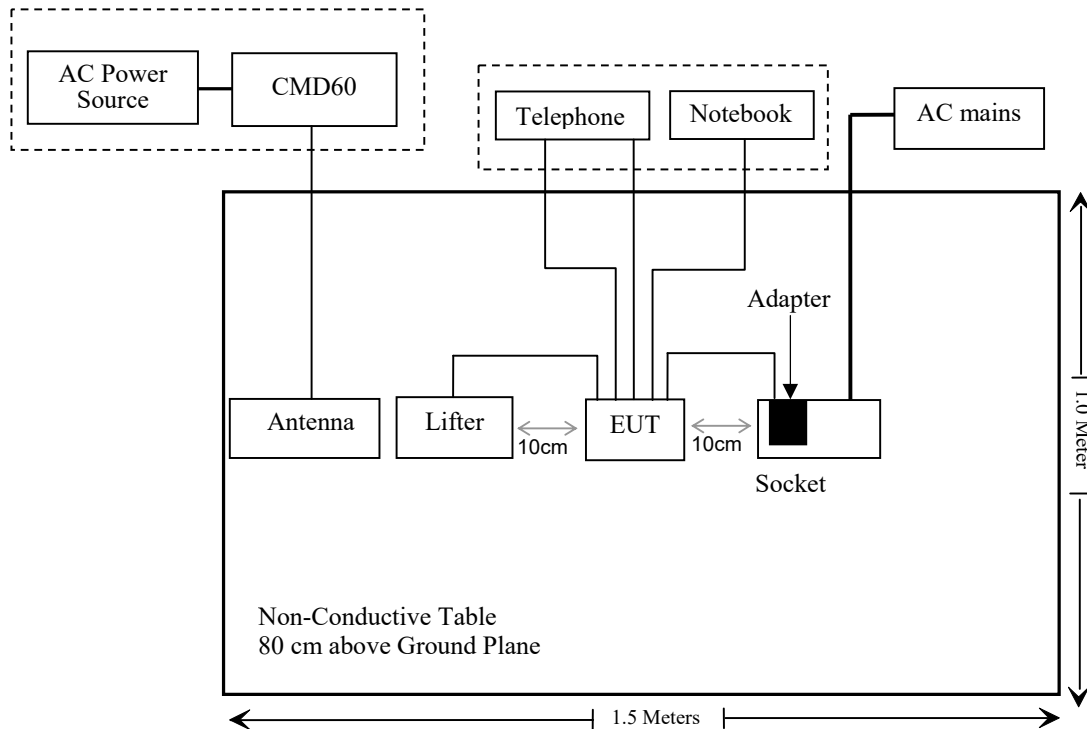 AC Power
Source
CMD60
Telephone
Notebook
AC mains
Adapter
Antenna
Lifter
10cm
EUT
10cm
Socket
1.0 Meter
Non-Conductive Table
80 cm above Ground Plane
1.5 Meters